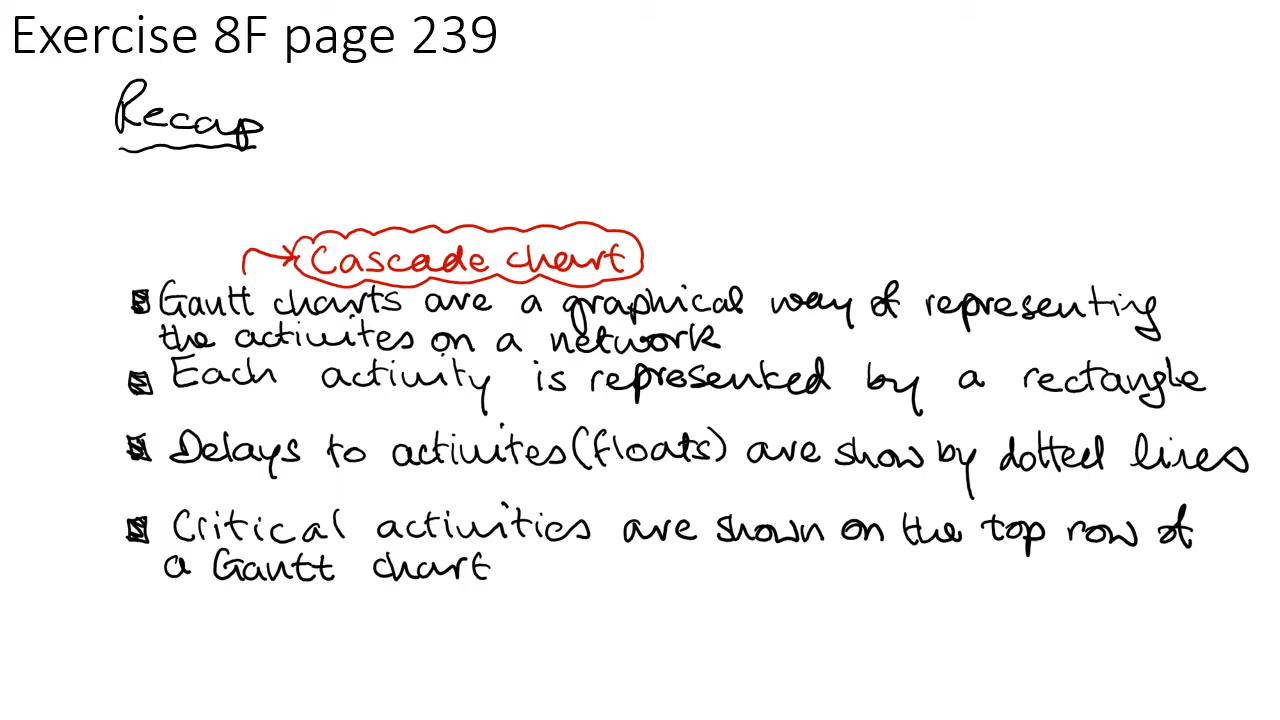 Exercise 8F page 239
Recap
Cascade chart
Gantt charts are a graphical way of representing
the activites on a network
Each activity is represented by a rectangle
Delays to activites (floats) are show by dotted lines
Critical activities are shown on the top row of
a Gantt chart